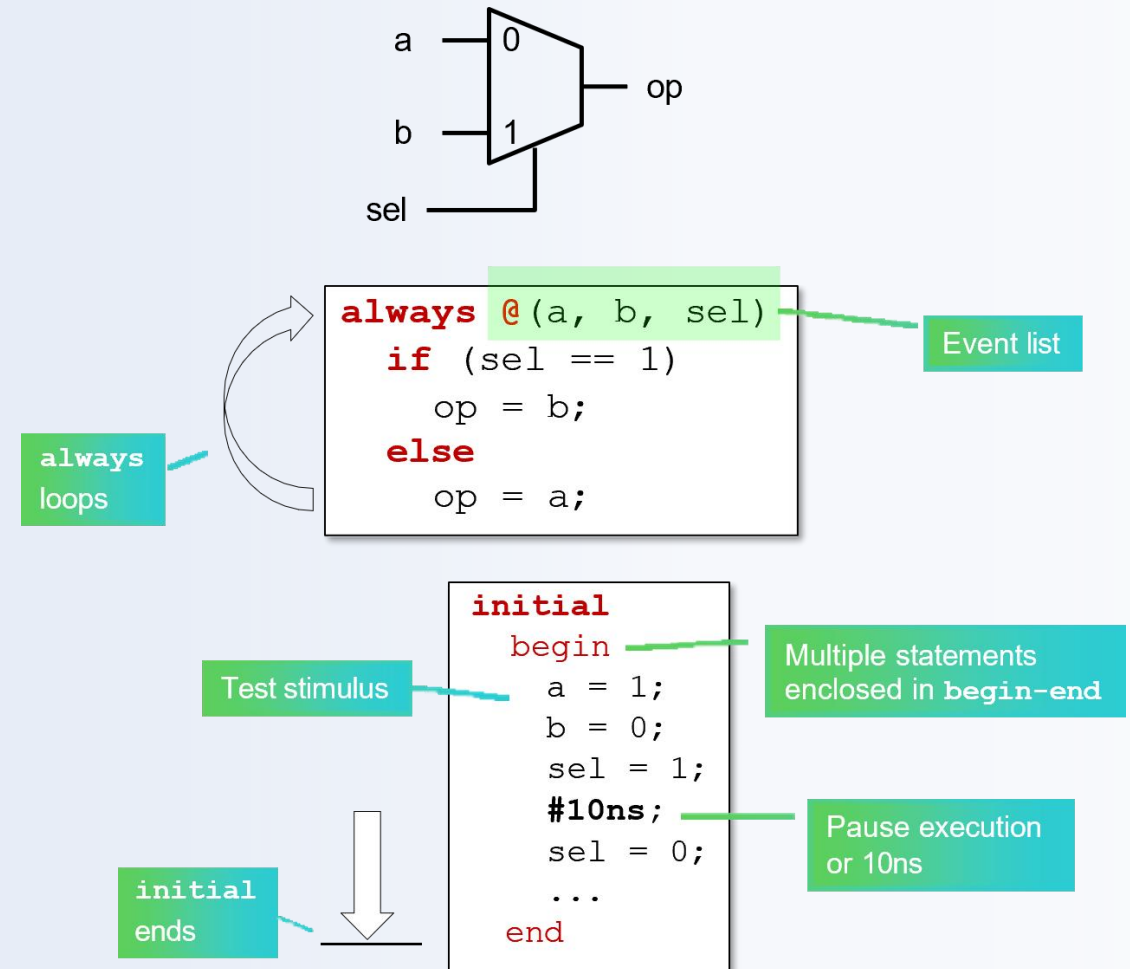 a
0
op
b
1
sel
always @(a, b, sel)
if (sel == 1)
op = b;
else
op = a;
Event list
always
loops
initial
begin
a = 1;
b = 0;
sel = 1;
#10ns;
sel = 0;
...
end
Test stimulus
Multiple statements
enclosed in begin-end
Pause execution
or 10ns
initial
ends